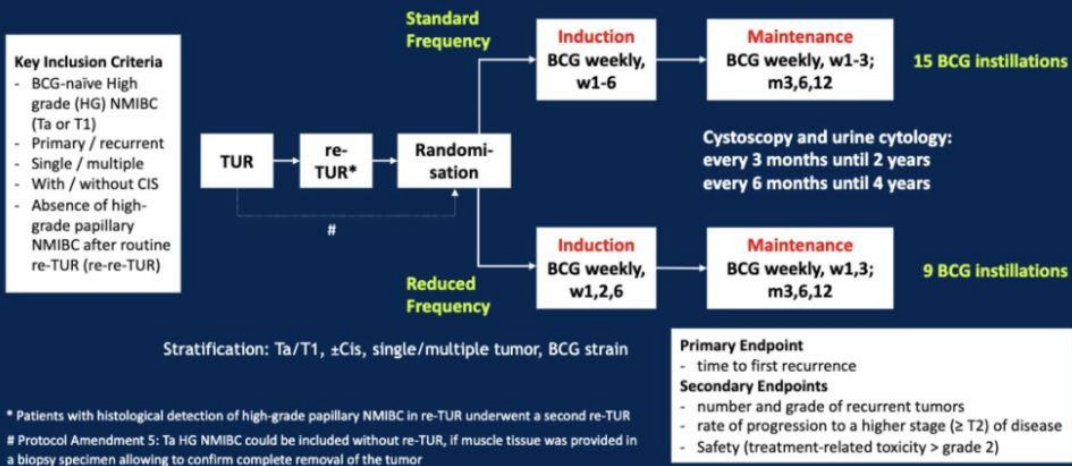 Key Inclusion Criteria
- BCG-naïve High
grade (HG) NMIBC
(Ta or T1)
- Primary / recurrent
- Single / multiple
- With / without CIS
- Absence of high-
grade papillary
NMIBC after routine
re-TUR (re-re-TUR)
TUR
re-
TUR*
Randomi-
sation
#
Standard
Frequency
Induction
BCG weekly,
w1-6
Maintenance
BCG weekly, w1-3;
m3,6,12
15 BCG instillations
Cystoscopy and urine cytology:
every 3 months until 2 years
every 6 months until 4 years
Reduced
Frequency
Induction
BCG weekly,
w1,2,6
Maintenance
BCG weekly, w1,3;
m3,6,12
9 BCG instillations
Stratification: Ta/T1, ±Cis, single/multiple tumor, BCG strain
Primary Endpoint
- time to first recurrence
Secondary Endpoints
- number and grade of recurrent tumors
- rate of progression to a higher stage (≥ T2) of disease
- Safety (treatment-related toxicity > grade 2)
* Patients with histological detection of high-grade papillary NMIBC in re-TUR underwent a second re-TUR
# Protocol Amendment 5: Ta HG NMIBC could be included without re-TUR, if muscle tissue was provided in
a biopsy specimen allowing to confirm complete removal of the tumor